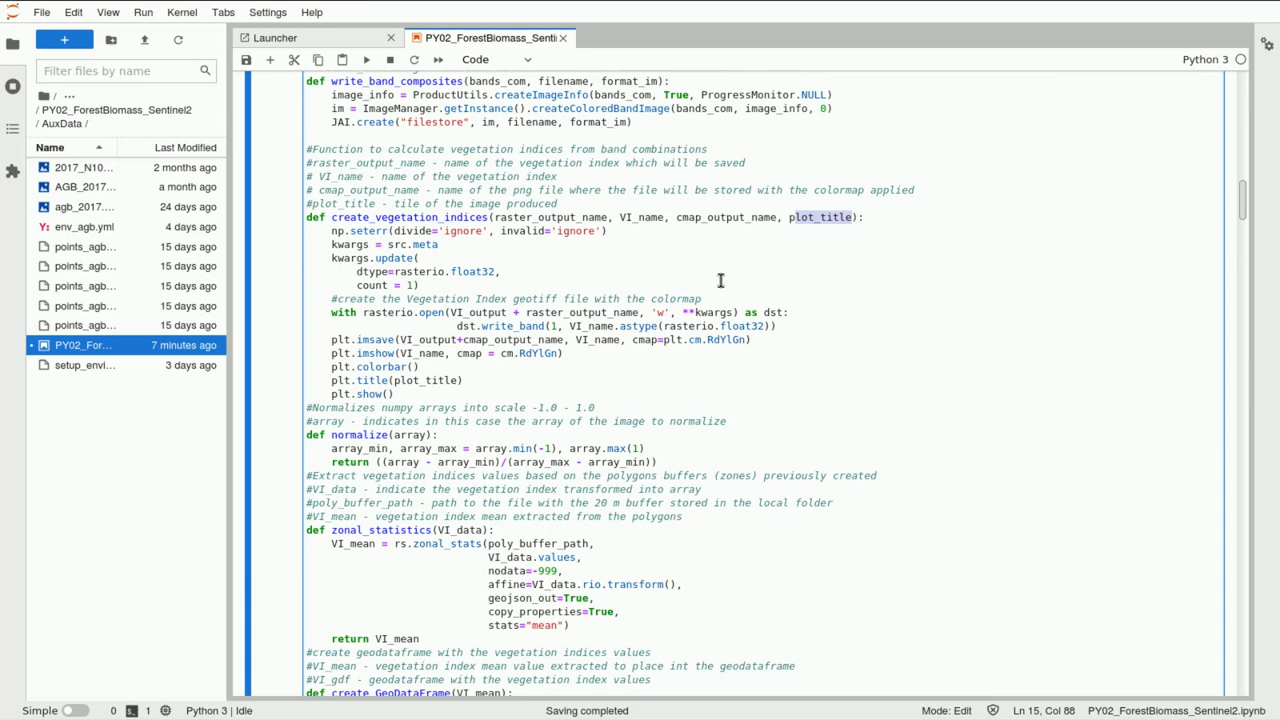 File Edit View Run Kernel Tabs Settings Help
Launcher
PY02_ForestBiomass_Senti
Filter files by name
Code
Python 3
/ ...
/ PY02_ForestBiomass_Sentinel2
/ AuxData /
Name Last Modified
2017_N10... 2 months ago
AGB_2017... a month ago
agb_2017.... 24 days ago
Y: env_agb.yml 4 days ago
points_agb... 15 days ago
points_agb... 15 days ago
points_agb... 15 days ago
points_agb... 15 days ago
points_agb... 15 days ago
PY02_For... 7 minutes ago
setup_envi... 3 days ago
def write_band_composites(bands_com, filename, format_im):
image_info = ProductUtils.createImageInfo(bands_com, True, ProgressMonitor.NULL)
im = ImageManager.getInstance().createColoredBandImage(bands_com, image_info, 0)
JAI.create("filestore", im, filename, format_im)
#Function to calculate vegetation indices from band combinations
#raster_output_name - name of the vegetation index which will be saved
# VI_name - name of the vegetation index
# cmap_output_name - name of the png file where the file will be stored with the colormap applied
#plot_title - tile of the image produced
def create_vegetation_indices(raster_output_name, VI_name, cmap_output_name, plot_title):
np.seterr(divide='ignore', invalid='ignore')
kwargs = src.meta
kwargs.update(
dtype=rasterio.float32,
count = 1)
#create the Vegetation Index geotiff file with the colormap
with rasterio.open(VI_output + raster_output_name, 'w', **kwargs) as dst:
dst.write_band(1, VI_name.astype(rasterio.float32))
plt.imsave(VI_output+cmap_output_name, VI_name, cmap=plt.cm.RdYlGn)
plt.imshow(VI_name, cmap = cm.RdYlGn)
plt.colorbar()
plt.title(plot_title)
plt.show()
#Normalizes numpy arrays into scale -1.0 - 1.0
#array - indicates in this case the array of the image to normalize
def normalize(array):
array_min, array_max = array.min(-1), array.max(1)
return ((array - array_min)/(array_max - array_min))
#Extract vegetation indices values based on the polygons buffers (zones) previously created
#VI_data - indicate the vegetation index transformed into array
#poly_buffer_path - path to the file with the 20 m buffer stored in the local folder
#VI_mean - vegetation index mean extracted from the polygons
def zonal_statistics(VI_data):
VI_mean = rs.zonal_stats(poly_buffer_path,
VI_data.values,
nodata=-999,
affine=VI_data.rio.transform(),
geojson_out=True,
copy_properties=True,
stats="mean")
return VI_mean
#create geodataframe with the vegetation indices values
#VI_mean - vegetation index mean value extracted to place int the geodataframe
#VI_gdf - geodataframe with the vegetation index values
def create_GeoDataFrame(VI_mean):
Simple 0 1 Python 3 | Idle Saving completed Mode: Edit Ln 15, Col 88 PY02_ForestBiomass_Sentinel2.ipynb